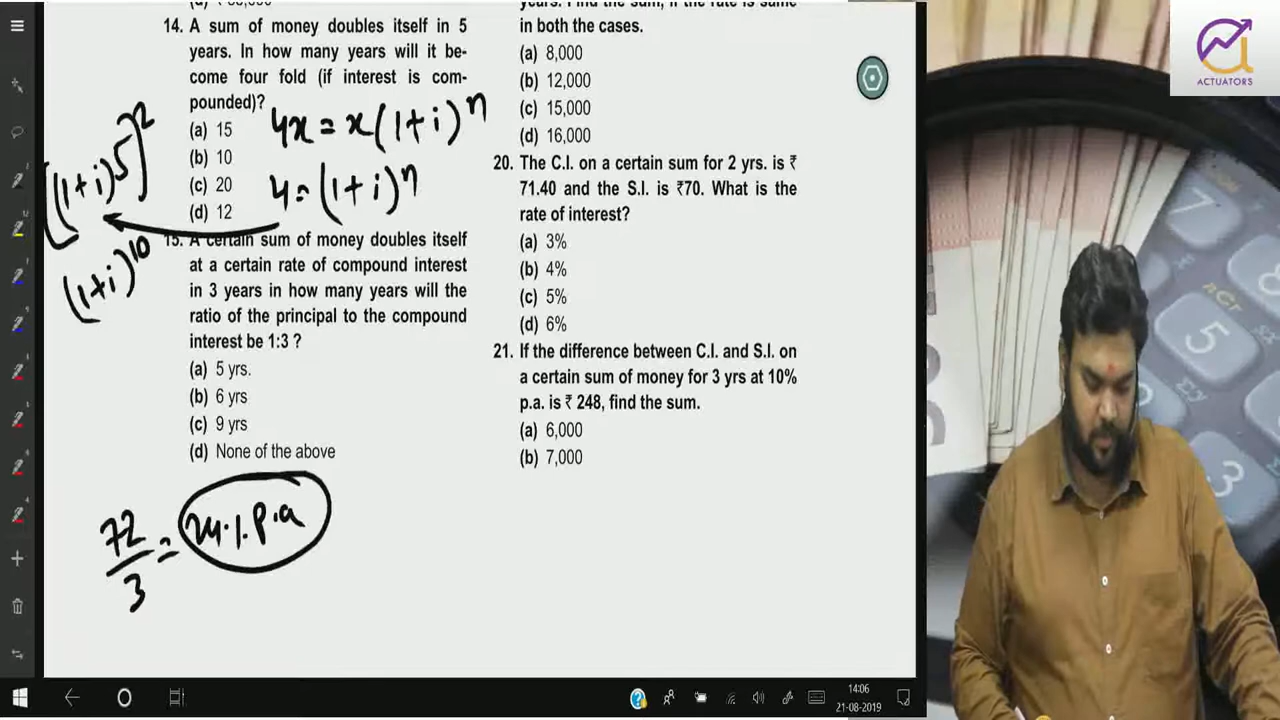 14. A sum of money doubles itself in 5
years. In how many years will it be-
come four fold (if interest is com-
pounded)?
(a) 15
(b) 10
(c) 20
(d) 12
4x = x(1+i)^n
4 = (1+i)^n
[(1+i)^5]^2
(1+i)^10
15. A certain sum of money doubles itself
at a certain rate of compound interest
in 3 years in how many years will the
ratio of the principal to the compound
interest be 1:3 ?
(a) 5 yrs.
(b) 6 yrs
(c) 9 yrs
(d) None of the above
72/3 = 24.1. P.a
in both the cases.
(a) 8,000
(b) 12,000
(c) 15,000
(d) 16,000
20. The C.I. on a certain sum for 2 yrs. is ₹
71.40 and the S.I. is ₹70. What is the
rate of interest?
(a) 3%
(b) 4%
(c) 5%
(d) 6%
21. If the difference between C.I. and S.I. on
a certain sum of money for 3 yrs at 10%
p.a. is ₹ 248, find the sum.
(a) 6,000
(b) 7,000
ACTUATORS
7
nCr
5
Σxy
3
14:06
21-08-2019